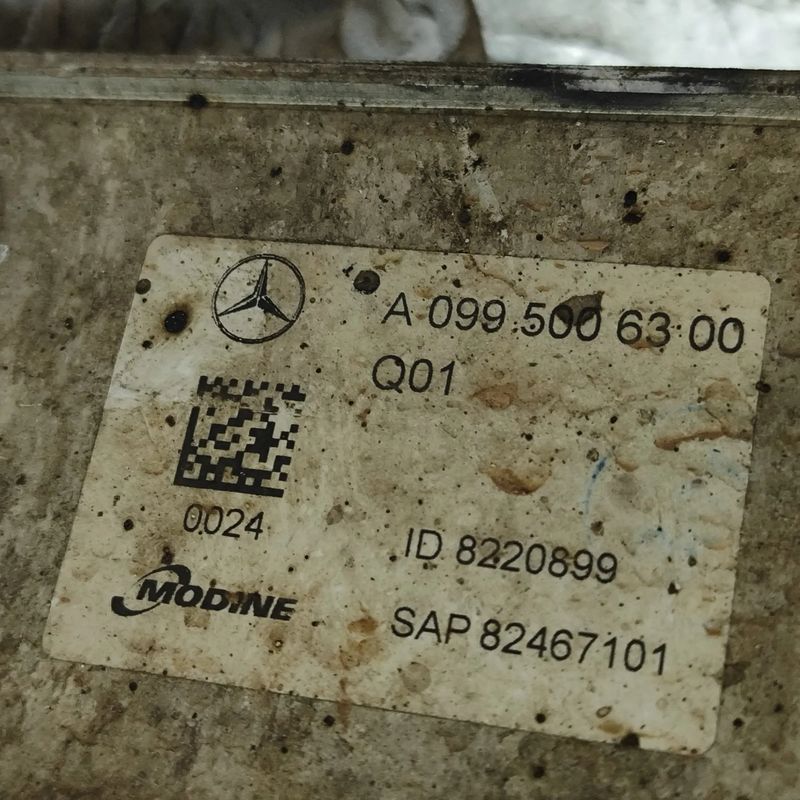 A 099 500 63 00
Q01
0024
ID 8220899
MODINE
SAP 82467101